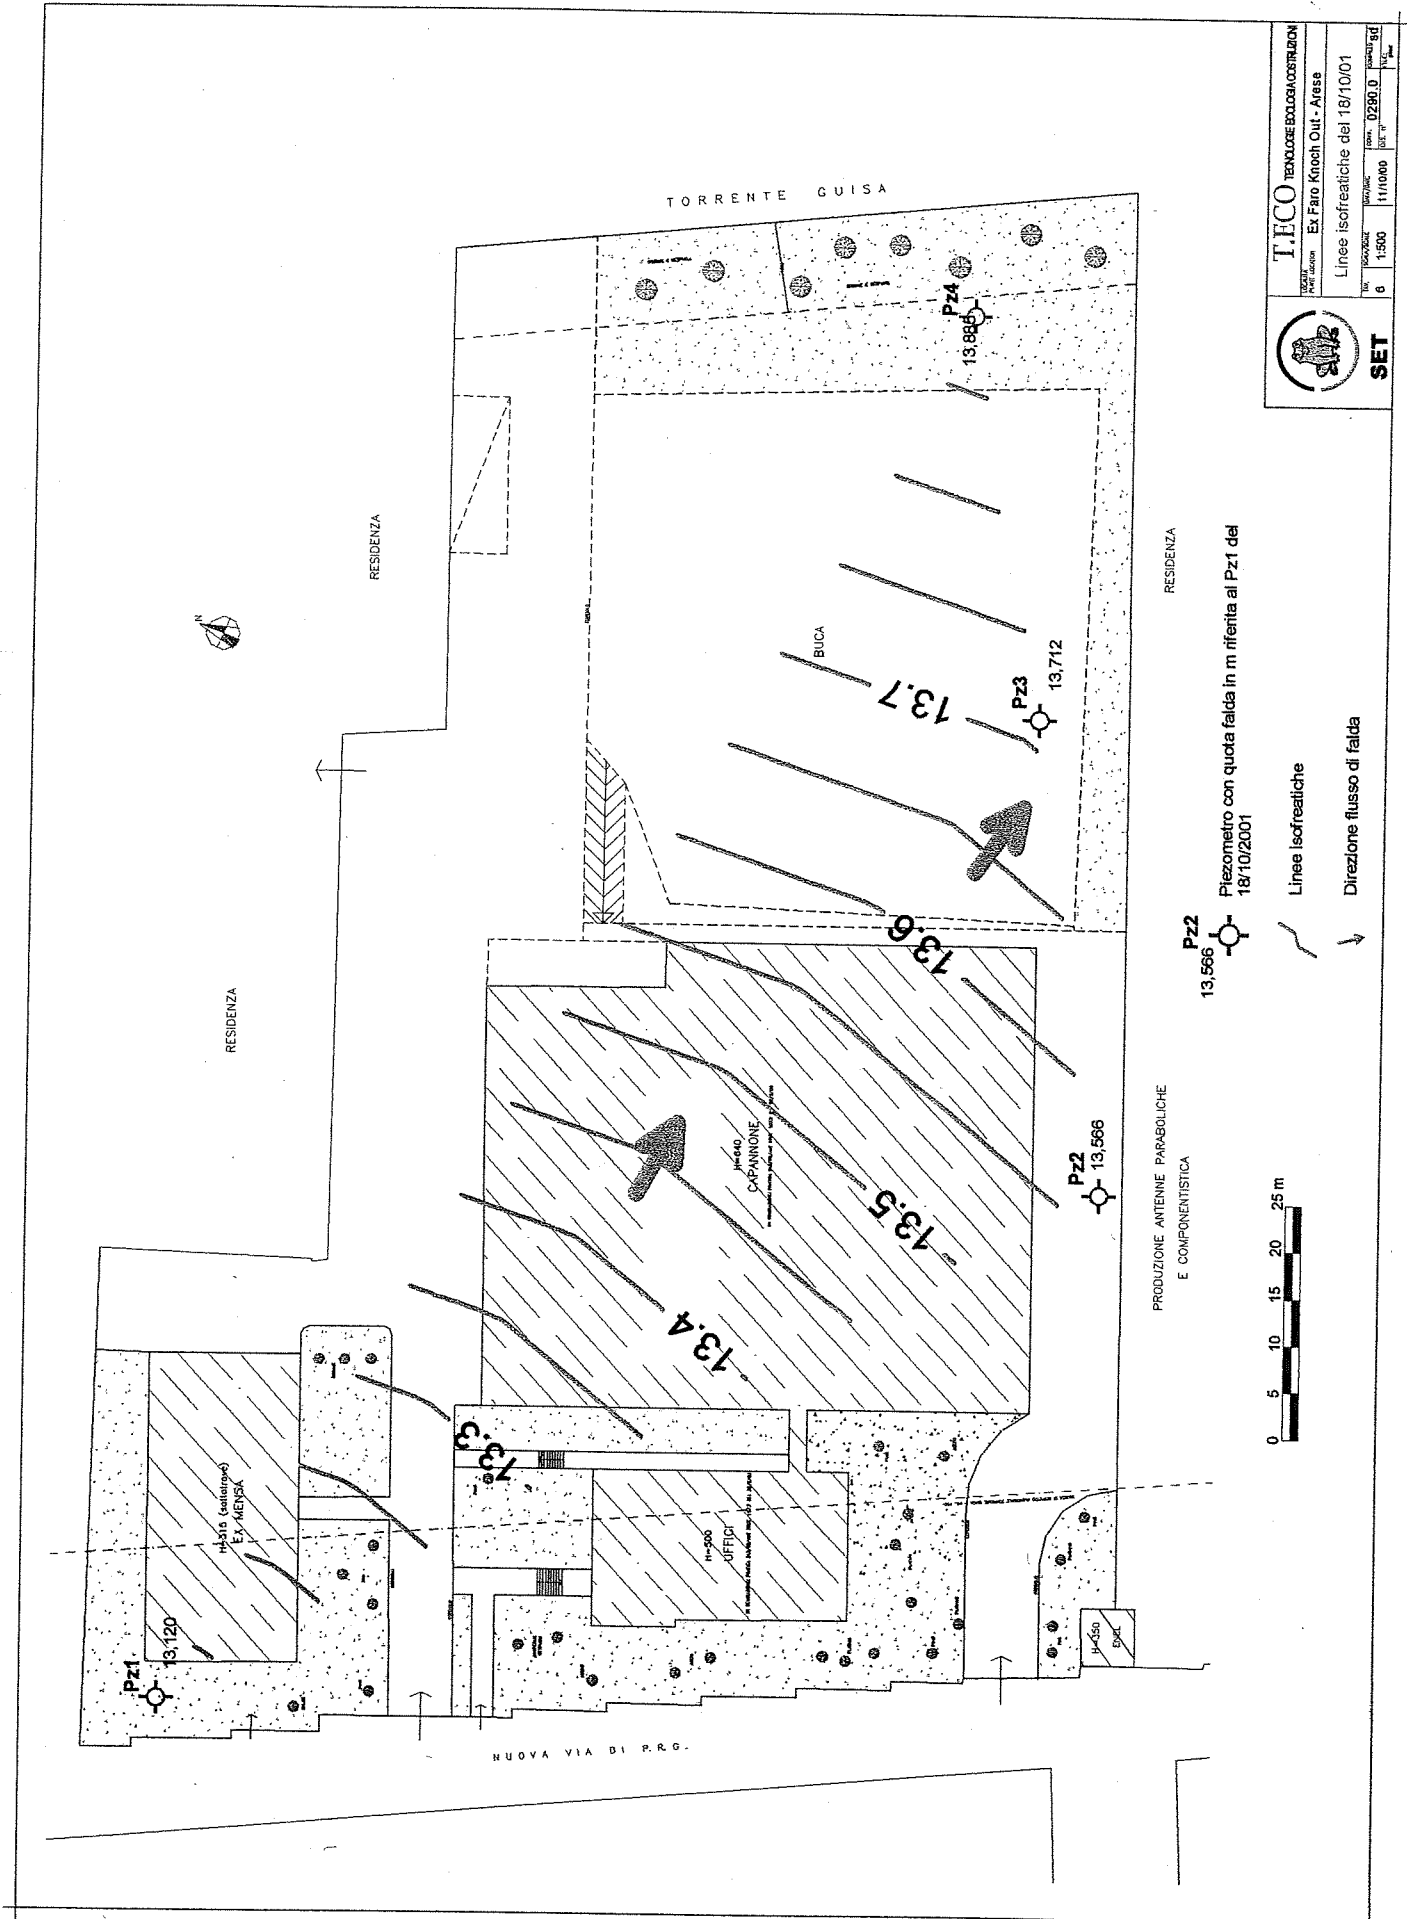 TORRENTE GUISA
RESIDENZA
N
RESIDENZA
RESIDENZA
BUCA
Pz4
13,885
Pz3
13,712
13.7
13.6
13.5
13.4
13.3
H=640
CAPANNONE
Pz2
13,566
H=315 (sottotrave)
EX MENSA
Pz1
13,120
H=500
UFFICI
H=350
ENEL
NUOVA VIA DI P.R.G.
PRODUZIONE ANTENNE PARABOLICHE
E COMPONENTISTICA
0 5 10 15 20 25 m
Pz2
13,566
Piezometro con quota falda in m riferita al Pz1 del
18/10/2001
Linee isofreatiche
Direzione flusso di falda
SET
T.ECO TECNOLOGIE ECOLOGIA COSTRUZIONI
Ex Faro Knoch Out - Arese
Linee isofreatiche del 18/10/01
6
1:500
11/10/00
0290.0
sd